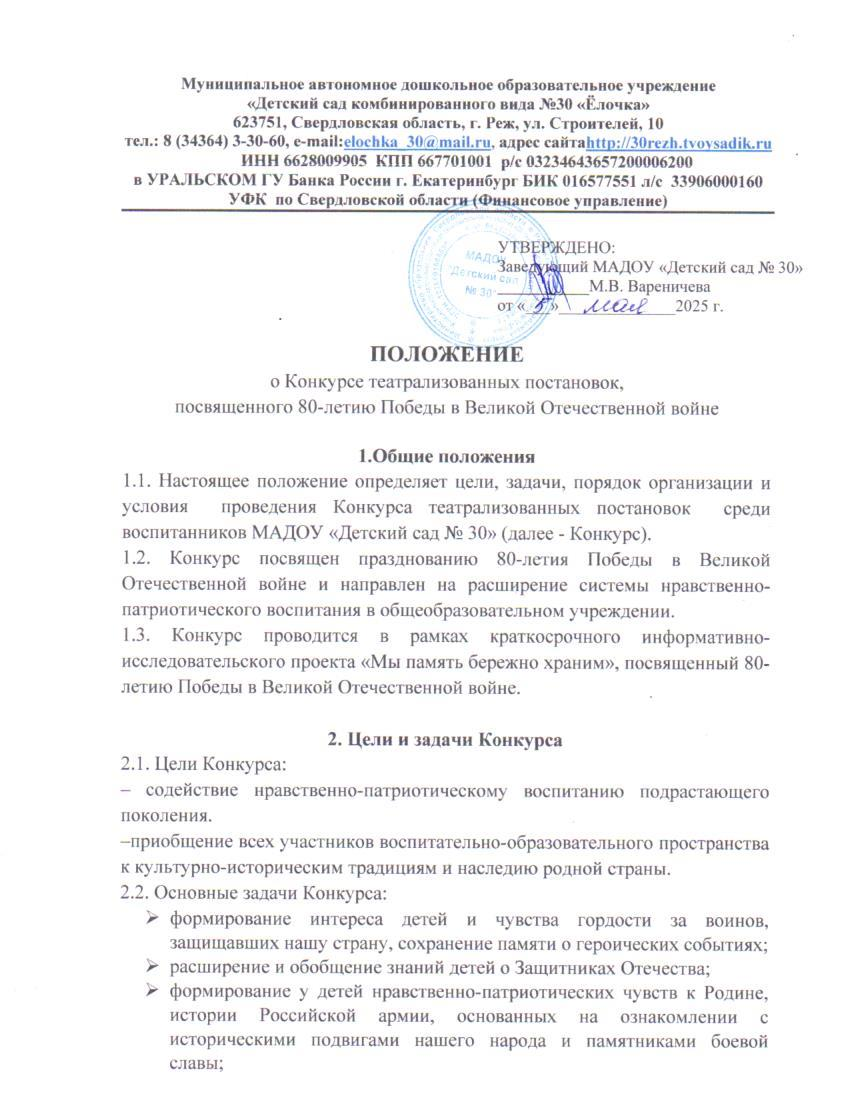 Муниципальное автономное дошкольное образовательное учреждение
«Детский сад комбинированного вида №30 «Ёлочка»
623751, Свердловская область, г. Реж, ул. Строителей, 10
тел.: 8 (34364) 3-30-60, e-mail:elochka_30@mail.ru, адрес сайтаhttp://30rezh.tvoysadik.ru
ИНН 6628009905 КПП 667701001 р/с 03234643657200006200
в УРАЛЬСКОМ ГУ Банка России г. Екатеринбург БИК 016577551 л/с 33906000160
УФК по Свердловской области (Финансовое управление)
МАДОУ
"Детский сад
№ 30"
УТВЕРЖДЕНО:
Заведующий МАДОУ «Детский сад № 30»
____________М.В. Вареничева
от «_5_»_____мая_____2025 г.
ПОЛОЖЕНИЕ
о Конкурсе театрализованных постановок,
посвященного 80-летию Победы в Великой Отечественной войне
1.Общие положения
1.1. Настоящее положение определяет цели, задачи, порядок организации и
условия проведения Конкурса театрализованных постановок среди
воспитанников МАДОУ «Детский сад № 30» (далее - Конкурс).
1.2. Конкурс посвящен празднованию 80-летия Победы в Великой
Отечественной войне и направлен на расширение системы нравственно-
патриотического воспитания в общеобразовательном учреждении.
1.3. Конкурс проводится в рамках краткосрочного информативно-
исследовательского проекта «Мы память бережно храним», посвященный 80-
летию Победы в Великой Отечественной войне.
2. Цели и задачи Конкурса
2.1. Цели Конкурса:
– содействие нравственно-патриотическому воспитанию подрастающего
поколения.
–приобщение всех участников воспитательно-образовательного пространства
к культурно-историческим традициям и наследию родной страны.
2.2. Основные задачи Конкурса:
➢ формирование интереса детей и чувства гордости за воинов,
защищавших нашу страну, сохранение памяти о героических событиях;
➢ расширение и обобщение знаний детей о Защитниках Отечества;
➢ формирование у детей нравственно-патриотических чувств к Родине,
истории Российской армии, основанных на ознакомлении с
историческими подвигами нашего народа и памятниками боевой
славы;